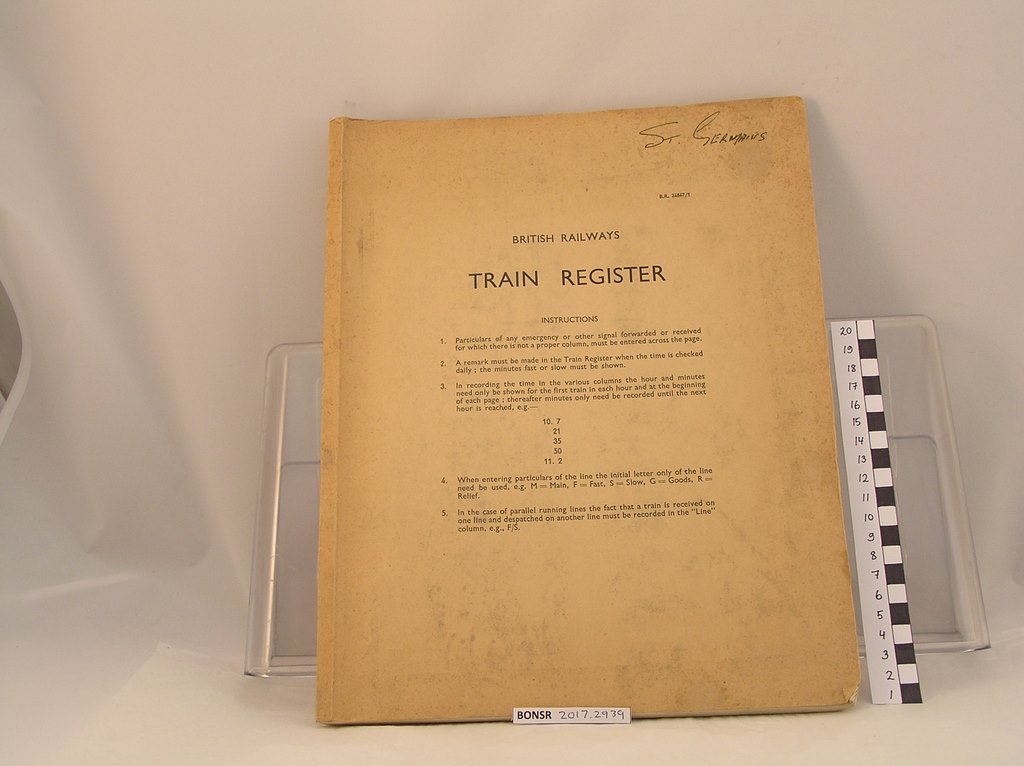 St. Germains
B.R. 24847/1
BRITISH RAILWAYS
TRAIN REGISTER
INSTRUCTIONS
1. Particulars of any emergency or other signal forwarded or received
for which there is not a proper column, must be entered across the page.
2. A remark must be made in the Train Register when the time is checked
daily ; the minutes fast or slow must be shown.
3. In recording the time in the various columns the hour and minutes
need only be shown for the first train in each hour and at the beginning
of each page ; thereafter minutes only need be recorded until the next
hour is reached, e.g.—
10. 7
21
35
50
11. 2
4. When entering particulars of the line the initial letter only of the line
need be used, e.g. M = Main, F = Fast, S = Slow, G = Goods, R =
Relief.
5. In the case of parallel running lines the fact that a train is received on
one line and despatched on another line must be recorded in the "Line"
column, e.g., F/S.
BONSR 2017.2939
20
19
18
17
16
15
14
13
12
11
10
9
8
7
6
5
4
3
2
1